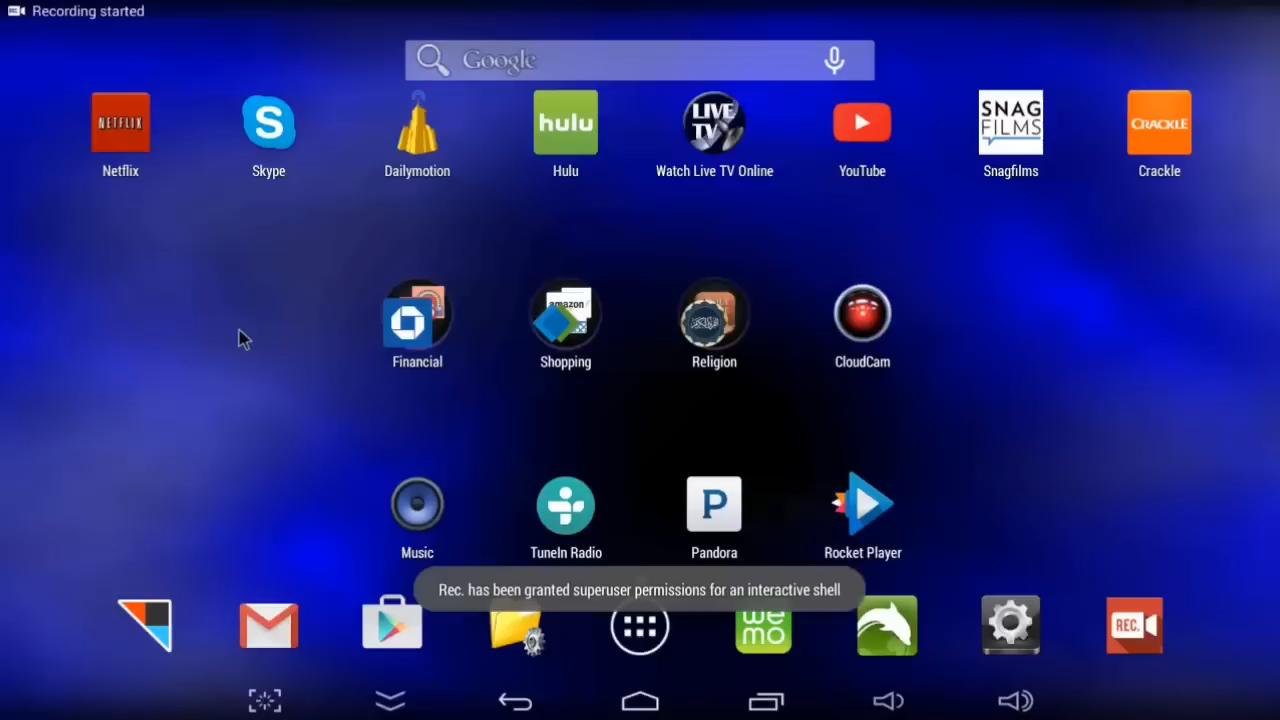 Recording started
Google
NETFLIX
hulu
LIVE
TV
SNAG
FILMS
CRACKLE
Netflix
Skype
Dailymotion
Hulu
Watch Live TV Online
YouTube
Snagfilms
Crackle
amazon
Financial
Shopping
Religion
CloudCam
Music
TuneIn Radio
Pandora
Rocket Player
Rec. has been granted superuser permissions for an interactive shell
wemo
REC.